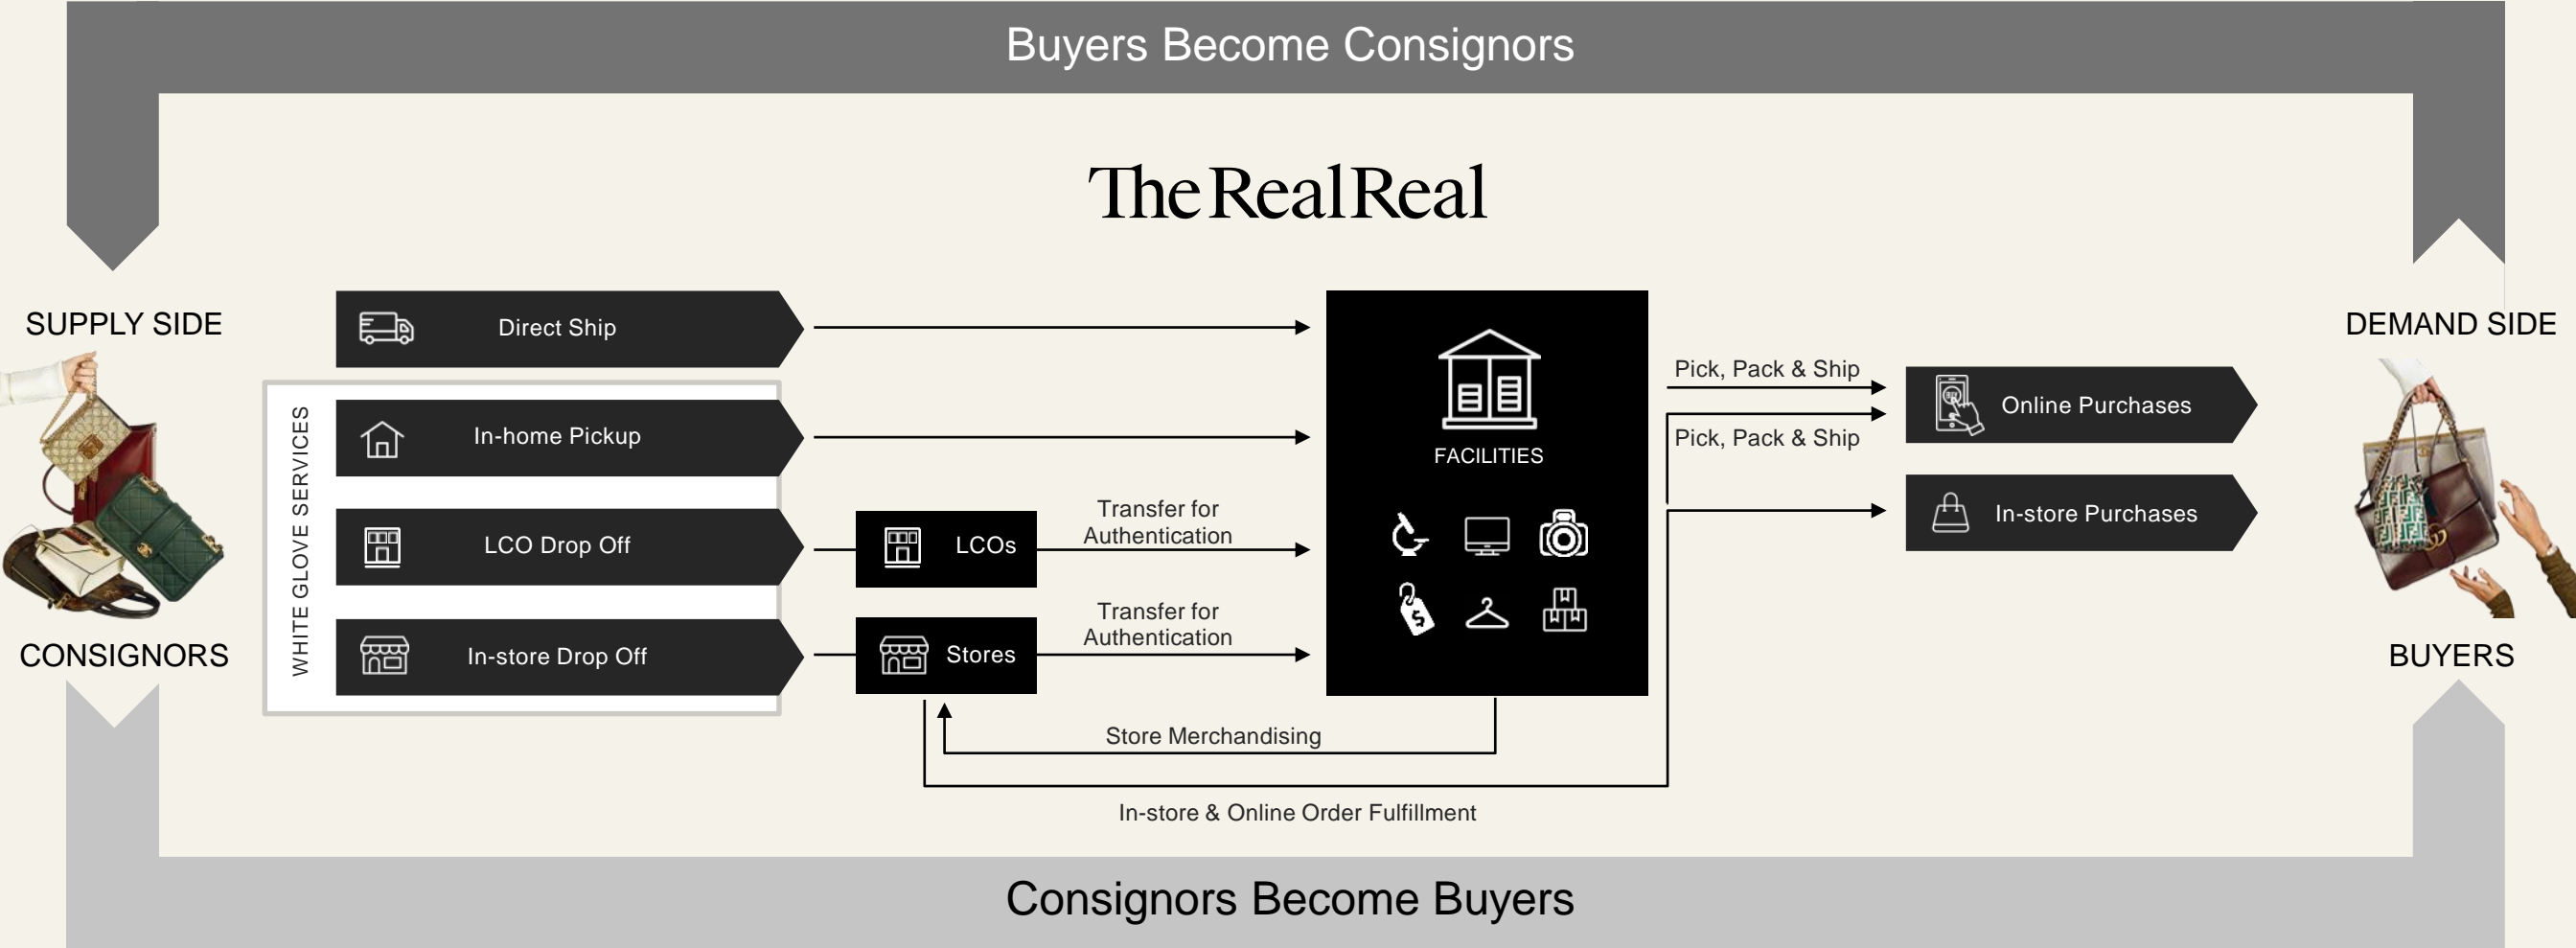 Buyers Become Consignors
TheRealReal
SUPPLY SIDE
CONSIGNORS
WHITE GLOVE SERVICES
Direct Ship
In-home Pickup
LCO Drop Off
In-store Drop Off
LCOs
Stores
Transfer for
Authentication
Transfer for
Authentication
FACILITIES
$
Store Merchandising
In-store & Online Order Fulfillment
Pick, Pack & Ship
Pick, Pack & Ship
Online Purchases
In-store Purchases
DEMAND SIDE
BUYERS
Consignors Become Buyers